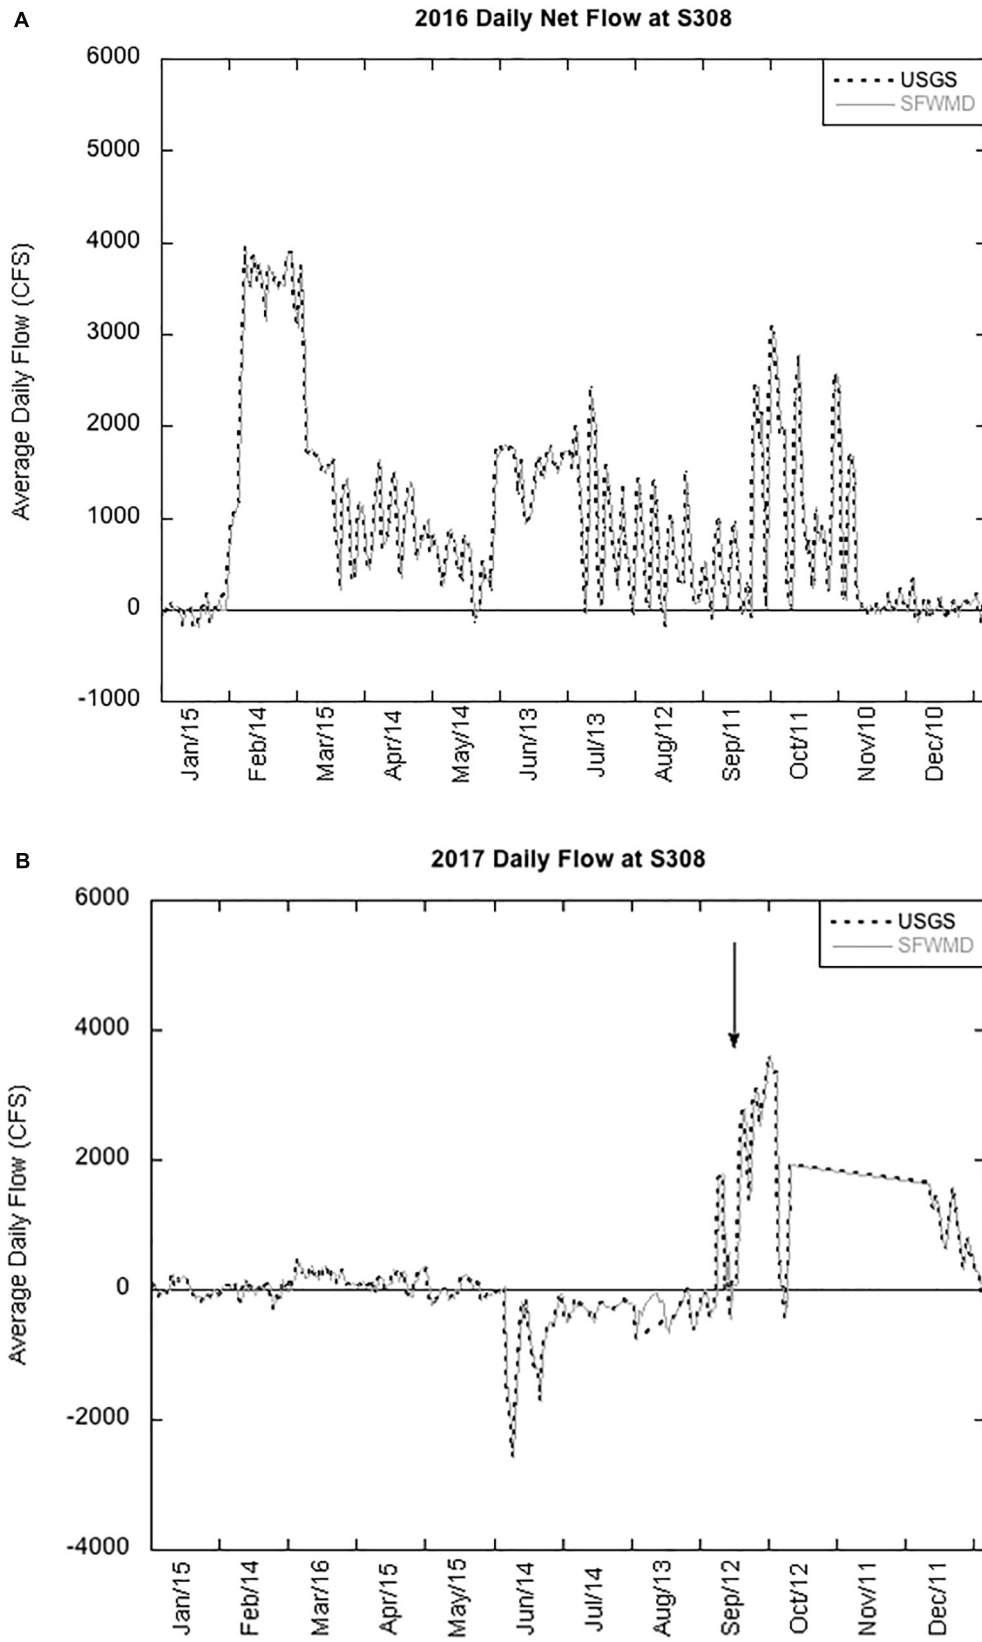 A
2016 Daily Net Flow at S308
6000
5000
4000
3000
2000
1000
0
-1000
Average Daily Flow (CFS)
USGS
SFWMD
Jan/15
Feb/14
Mar/15
Apr/14
May/14
Jun/13
Jul/13
Aug/12
Sep/11
Oct/11
Nov/10
Dec/10
B
2017 Daily Flow at S308
6000
4000
2000
0
-2000
-4000
Average Daily Flow (CFS)
USGS
SFWMD
Jan/15
Feb/14
Mar/16
Apr/15
May/15
Jun/14
Jul/14
Aug/13
Sep/12
Oct/12
Nov/11
Dec/11